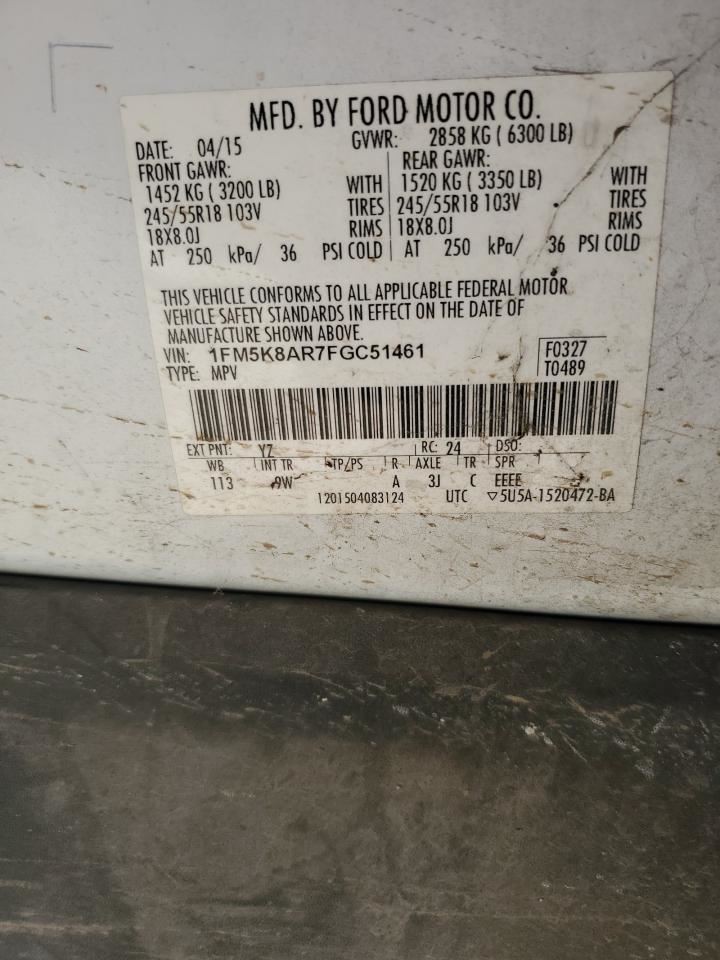 MFD. BY FORD MOTOR CO.
DATE: 04/15 GVWR: 2858 KG ( 6300 LB)
FRONT GAWR: REAR GAWR:
1452 KG ( 3200 LB) WITH 1520 KG ( 3350 LB) WITH
245/55R18 103V TIRES 245/55R18 103V TIRES
18X8.0J RIMS 18X8.0J RIMS
AT 250 kPa/ 36 PSI COLD AT 250 kPa/ 36 PSI COLD
THIS VEHICLE CONFORMS TO ALL APPLICABLE FEDERAL MOTOR
VEHICLE SAFETY STANDARDS IN EFFECT ON THE DATE OF
MANUFACTURE SHOWN ABOVE.
VIN: 1FM5K8AR7FGC51461 F0327
TYPE: MPV T0489
EXT PNT: YZ RC: 24 DSO:
WB INT TR TP/PS R AXLE TR SPR
113 9W A 3J C EEEE
1201504083124 UTC ▽5U5A-1520472-BA